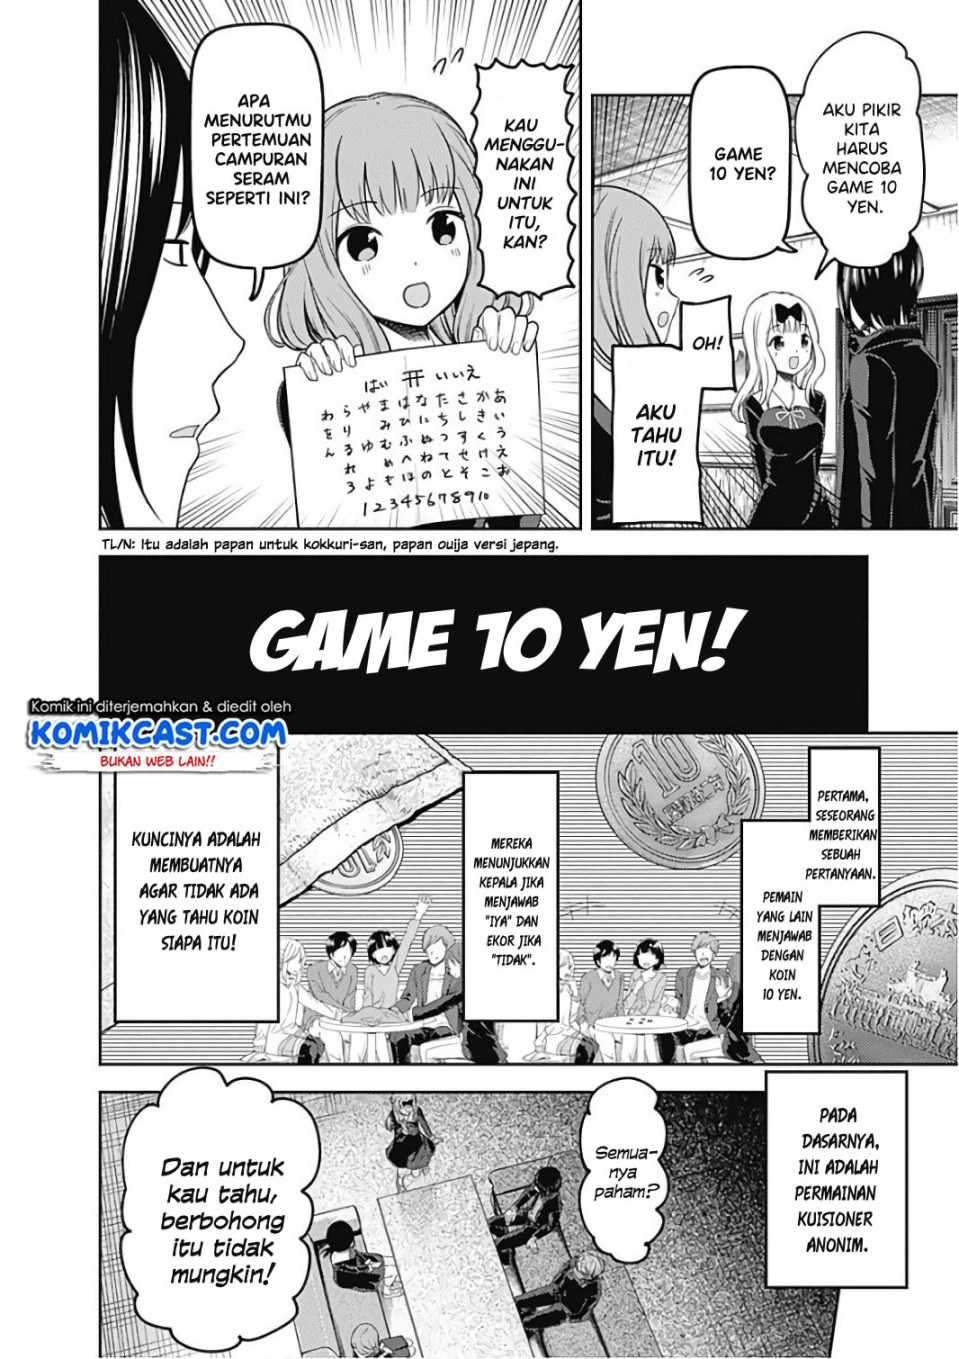 AKU PIKIR
KITA
HARUS
MENCOBA
GAME 10
YEN.
GAME
10 YEN?
OH!
AKU
TAHU
ITU!
KAU
MENGGU-
NAKAN
INI
UNTUK
ITU,
KAN?
APA
MENURUTMU
PERTEMUAN
CAMPURAN
SERAM
SEPERTI INI?
はい 开 いいえ
あいうえお
かきくけこ
さしすせそ
たちつてと
なにぬねの
はひふへほ
まみむめも
やゆよ
らりるれろ
わをん
12345678910
TL/N: Itu adalah papan untuk kokkuri-san, papan ouija versi jepang.
GAME 10 YEN!
Komik ini diterjemahkan & diedit oleh
KOMIKCAST.COM
BUKAN WEB LAIN!!
10
PERTAMA,
SESEORANG
MEMBERIKAN
SEBUAH
PERTANYAAN.
PEMAIN
YANG LAIN
MENJAWAB
DENGAN
KOIN
10 YEN.
MEREKA
MENUNJUKKAN
KEPALA JIKA
MENJAWAB
"IYA" DAN
EKOR JIKA
"TIDAK".
KUNCINYA ADALAH
MEMBUATNYA
AGAR TIDAK ADA
YANG TAHU KOIN
SIAPA ITU!
PADA
DASARNYA,
INI ADALAH
PERMAINAN
KUISIONER
ANONIM.
Semua-
nya
paham?
Dan untuk
kau tahu,
berbohong
itu tidak
mungkin!